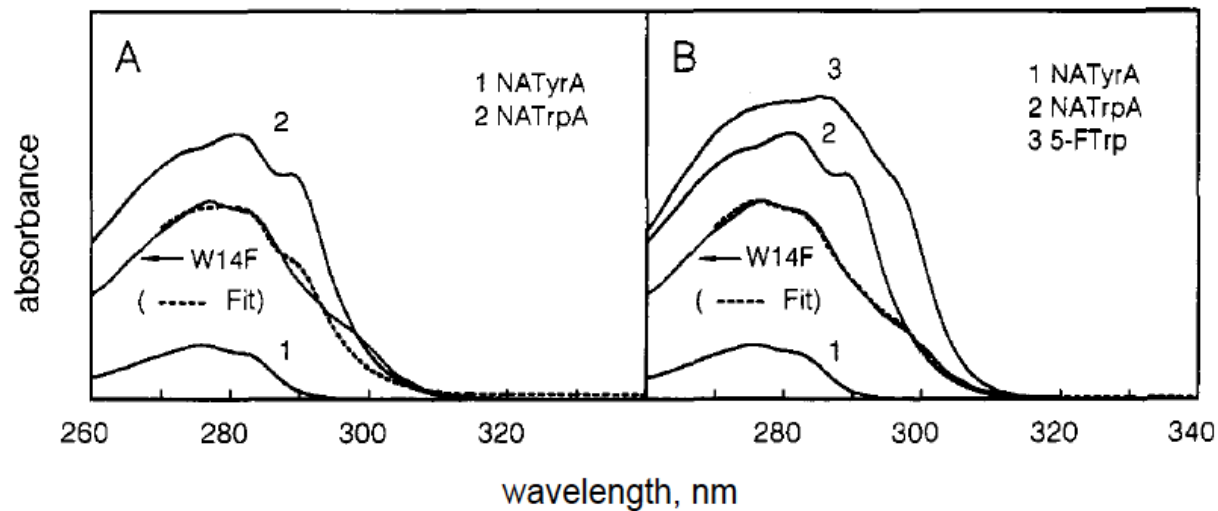 A
1 NATyrA
2 NATrpA
2
W14F
( ----- Fit)
1
B
1 NATyrA
2 NATrpA
3 5-FTrp
3
2
W14F
( ----- Fit)
1
absorbance
260 280 300 320
280 300 320 340
wavelength, nm